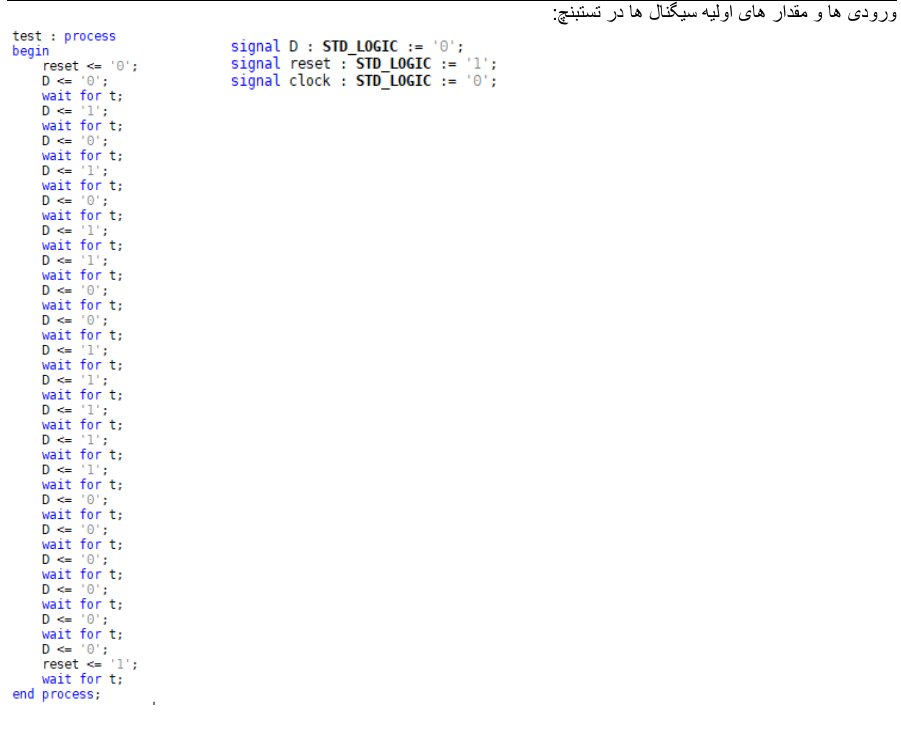 ورودی ها و مقدار های اولیه سیگنال ها در تستبنچ:
test : process
begin
reset <= '0';
D <= '0';
wait for t;
D <= '1';
wait for t;
D <= '0';
wait for t;
D <= '1';
wait for t;
D <= '0';
wait for t;
D <= '1';
wait for t;
D <= '1';
wait for t;
D <= '0';
wait for t;
D <= '0';
wait for t;
D <= '1';
wait for t;
D <= '1';
wait for t;
D <= '1';
wait for t;
D <= '1';
wait for t;
D <= '1';
wait for t;
D <= '0';
wait for t;
D <= '0';
wait for t;
D <= '0';
wait for t;
D <= '0';
wait for t;
D <= '0';
wait for t;
D <= '0';
reset <= '1';
wait for t;
end process;
signal D : STD_LOGIC := '0';
signal reset : STD_LOGIC := '1';
signal clock : STD_LOGIC := '0';